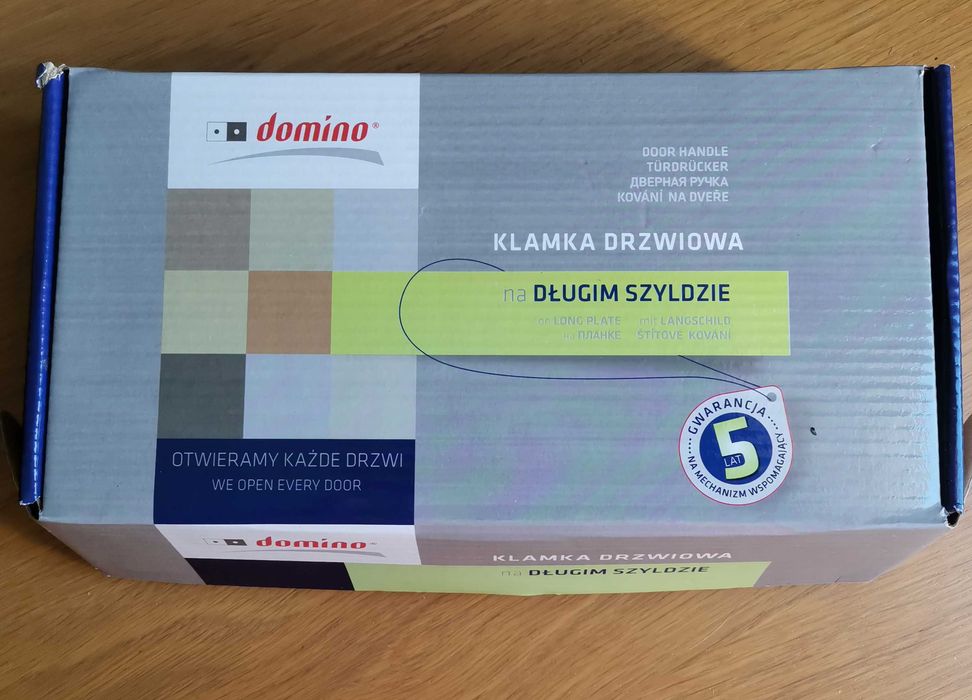 domino®
DOOR HANDLE
TÜRDRÜCKER
ДВЕРНАЯ РУЧКА
KOVÁNÍ NA DVEŘE
KLAMKA DRZWIOWA
na DŁUGIM SZYLDZIE
on LONG PLATE mit LANGSCHILD
на ПЛАНКЕ ŠTÍTOVÉ KOVÁNÍ
GWARANCJA
5
LAT
NA MECHANIZM WSPOMAGAJĄCY
OTWIERAMY KAŻDE DRZWI
WE OPEN EVERY DOOR
domino®
KLAMKA DRZWIOWA
na DŁUGIM SZYLDZIE